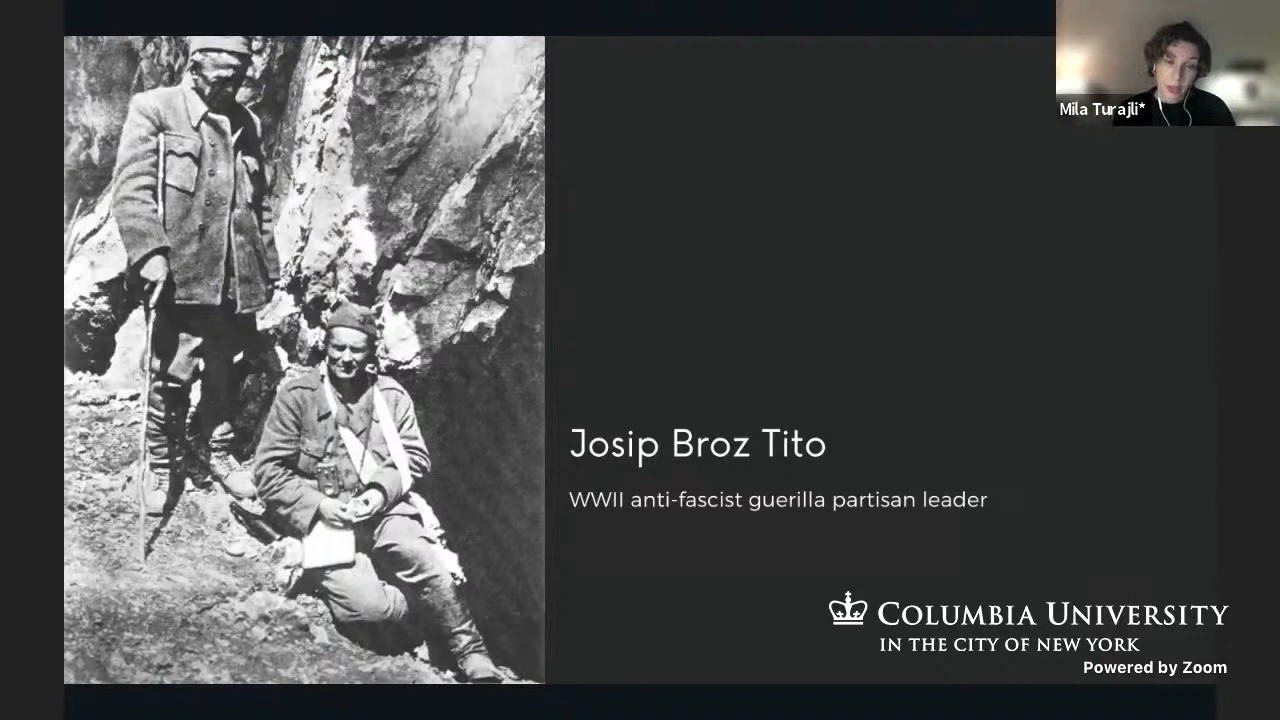 Mila Turajli*
Josip Broz Tito
WWII anti-fascist guerilla partisan leader
COLUMBIA UNIVERSITY
IN THE CITY OF NEW YORK
Powered by Zoom